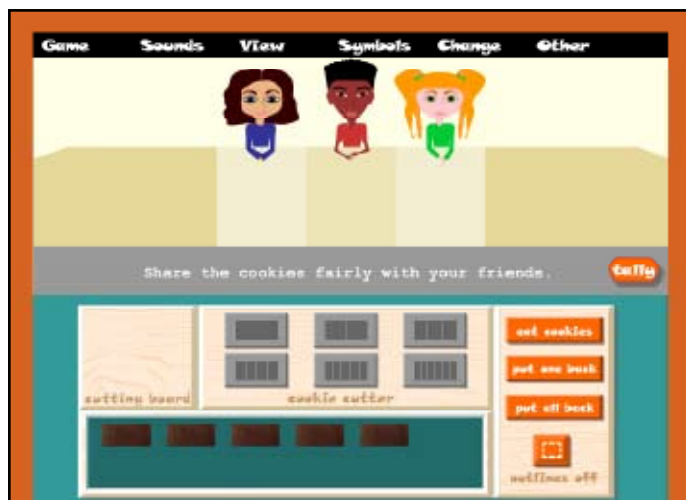 Game Sounds View Symbols Change Other
Share the cookies fairly with your friends.
tally
eat cookies
put one back
cutting board
cookie cutter
put all back
outlines off